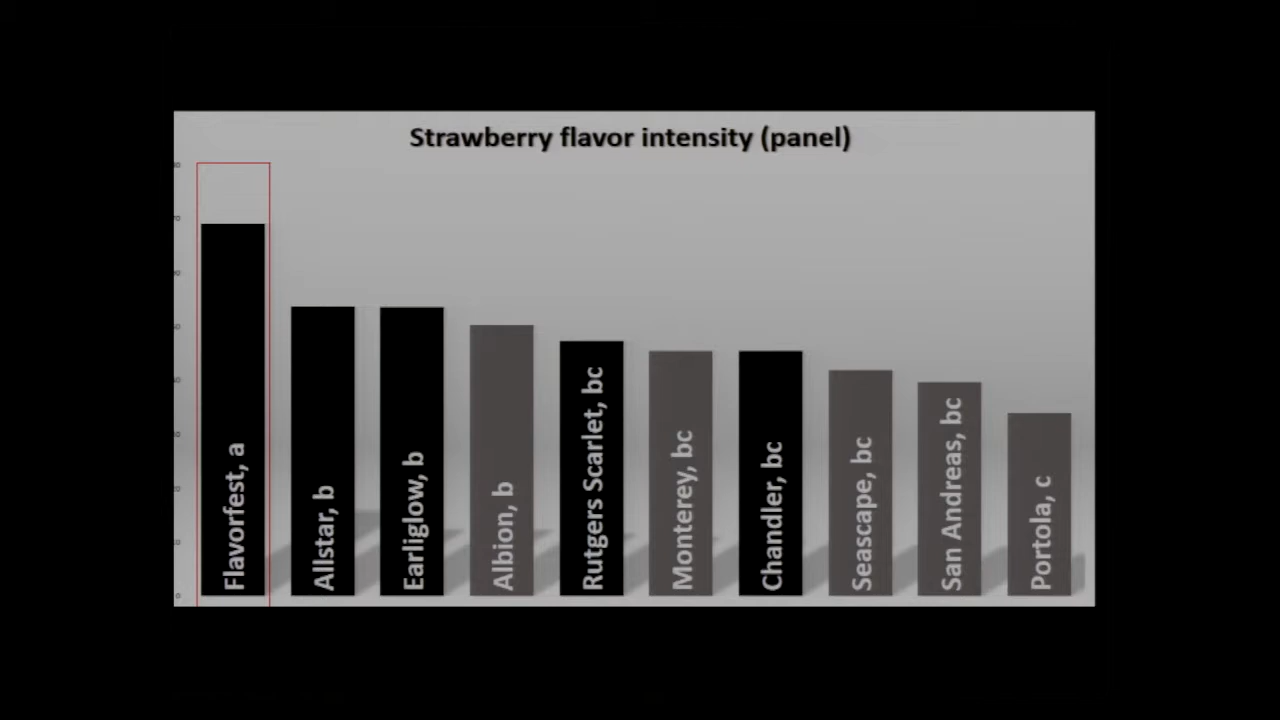 Strawberry flavor intensity (panel)
Flavorfest, a
Allstar, b
Earliglow, b
Albion, b
Rutgers Scarlet, bc
Monterey, bc
Chandler, bc
Seascape, bc
San Andreas, bc
Portola, c